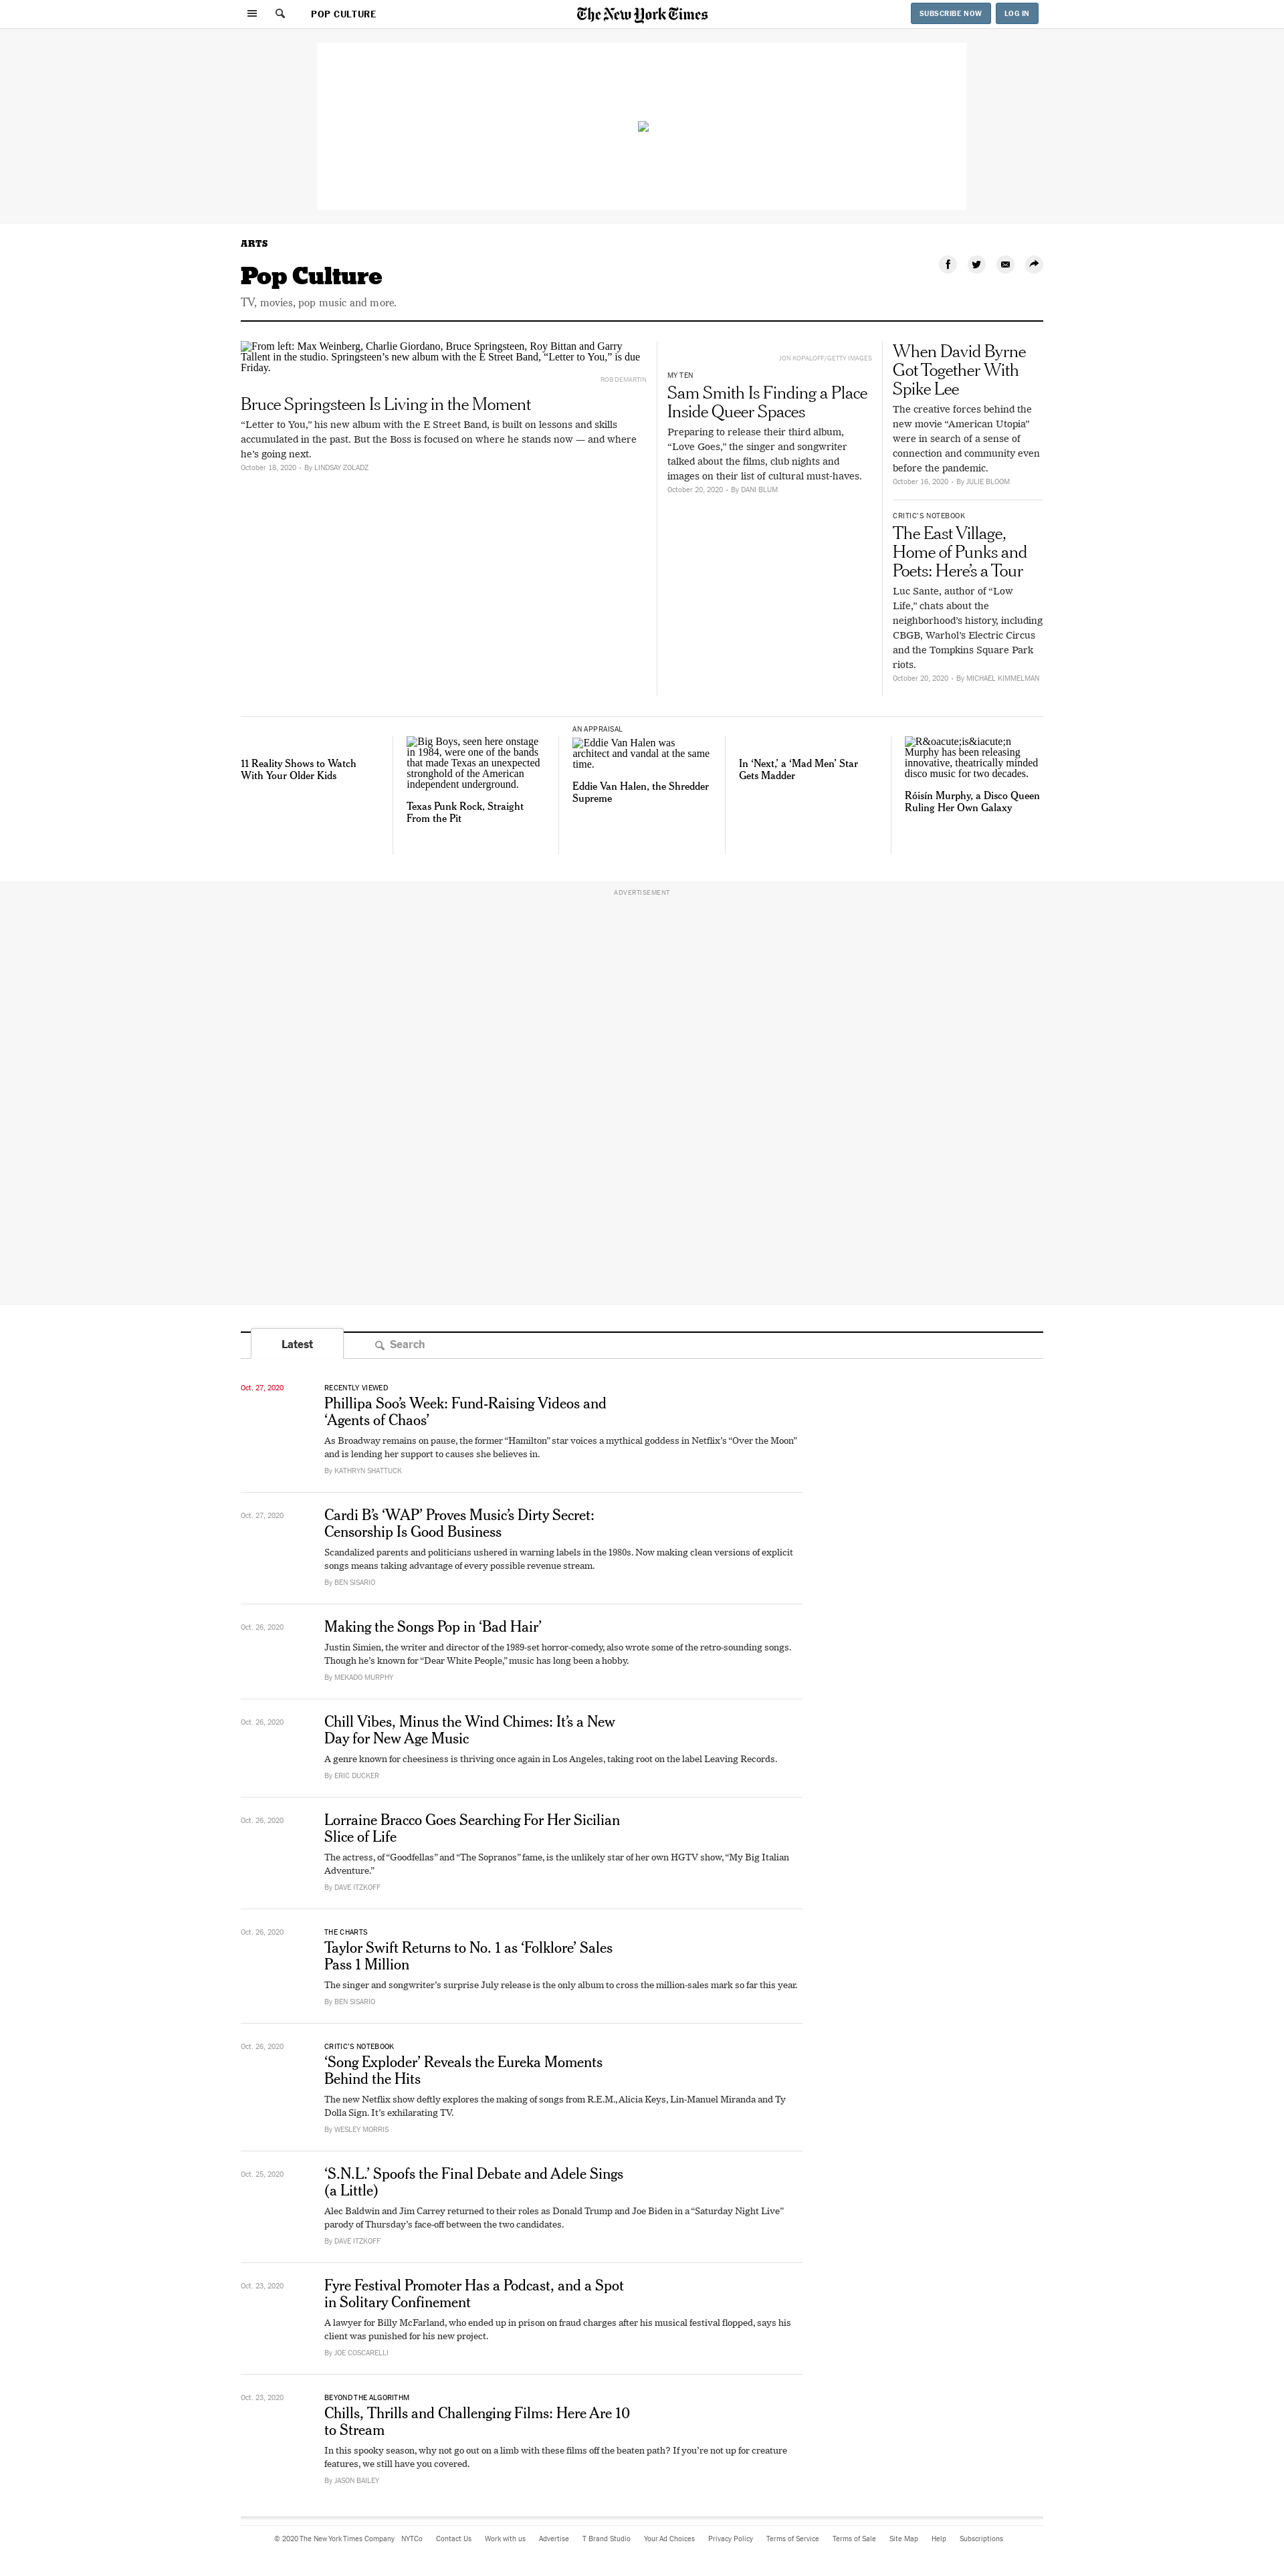 POP CULTURE
The New York Times
SUBSCRIBE NOW
LOG IN
ARTS
Pop Culture
TV, movies, pop music and more.
From left: Max Weinberg, Charlie Giordano, Bruce Springsteen, Roy Bittan and Garry
Tallent in the studio. Springsteen's new album with the E Street Band, “Letter to You,” is due
Friday.
ROB DEMARTIN
Bruce Springsteen Is Living in the Moment
“Letter to You,” his new album with the E Street Band, is built on lessons and skills
accumulated in the past. But the Boss is focused on where he stands now — and where
he’s going next.
October 18, 2020 • By LINDSAY ZOLADZ
JON KOPALOFF/GETTY IMAGES
MY TEN
Sam Smith Is Finding a Place
Inside Queer Spaces
Preparing to release their third album,
“Love Goes,” the singer and songwriter
talked about the films, club nights and
images on their list of cultural must-haves.
October 20, 2020 • By DANI BLUM
When David Byrne
Got Together With
Spike Lee
The creative forces behind the
new movie “American Utopia”
were in search of a sense of
connection and community even
before the pandemic.
October 16, 2020 • By JULIE BLOOM
CRITIC’S NOTEBOOK
The East Village,
Home of Punks and
Poets: Here’s a Tour
Luc Sante, author of “Low
Life,” chats about the
neighborhood’s history, including
CBGB, Warhol’s Electric Circus
and the Tompkins Square Park
riots.
October 20, 2020 • By MICHAEL KIMMELMAN
11 Reality Shows to Watch
With Your Older Kids
Big Boys, seen here onstage
in 1984, were one of the bands
that made Texas an unexpected
stronghold of the American
independent underground.
Texas Punk Rock, Straight
From the Pit
AN APPRAISAL
Eddie Van Halen was
architect and vandal at the same
time.
Eddie Van Halen, the Shredder
Supreme
In ‘Next,’ a ‘Mad Men’ Star
Gets Madder
R&oacute;is&iacute;n
Murphy has been releasing
innovative, theatrically minded
disco music for two decades.
Róisín Murphy, a Disco Queen
Ruling Her Own Galaxy
ADVERTISEMENT
Latest
Search
Oct. 27, 2020
RECENTLY VIEWED
Phillipa Soo’s Week: Fund-Raising Videos and
‘Agents of Chaos’
As Broadway remains on pause, the former “Hamilton” star voices a mythical goddess in Netflix’s “Over the Moon”
and is lending her support to causes she believes in.
By KATHRYN SHATTUCK
Oct. 27, 2020
Cardi B’s ‘WAP’ Proves Music’s Dirty Secret:
Censorship Is Good Business
Scandalized parents and politicians ushered in warning labels in the 1980s. Now making clean versions of explicit
songs means taking advantage of every possible revenue stream.
By BEN SISARIO
Oct. 26, 2020
Making the Songs Pop in ‘Bad Hair’
Justin Simien, the writer and director of the 1989-set horror-comedy, also wrote some of the retro-sounding songs.
Though he’s known for “Dear White People,” music has long been a hobby.
By MEKADO MURPHY
Oct. 26, 2020
Chill Vibes, Minus the Wind Chimes: It’s a New
Day for New Age Music
A genre known for cheesiness is thriving once again in Los Angeles, taking root on the label Leaving Records.
By ERIC DUCKER
Oct. 26, 2020
Lorraine Bracco Goes Searching For Her Sicilian
Slice of Life
The actress, of “Goodfellas” and “The Sopranos” fame, is the unlikely star of her own HGTV show, “My Big Italian
Adventure.”
By DAVE ITZKOFF
Oct. 26, 2020
THE CHARTS
Taylor Swift Returns to No. 1 as ‘Folklore’ Sales
Pass 1 Million
The singer and songwriter’s surprise July release is the only album to cross the million-sales mark so far this year.
By BEN SISARIO
Oct. 26, 2020
CRITIC’S NOTEBOOK
‘Song Exploder’ Reveals the Eureka Moments
Behind the Hits
The new Netflix show deftly explores the making of songs from R.E.M., Alicia Keys, Lin-Manuel Miranda and Ty
Dolla Sign. It’s exhilarating TV.
By WESLEY MORRIS
Oct. 25, 2020
‘S.N.L.’ Spoofs the Final Debate and Adele Sings
(a Little)
Alec Baldwin and Jim Carrey returned to their roles as Donald Trump and Joe Biden in a “Saturday Night Live”
parody of Thursday’s face-off between the two candidates.
By DAVE ITZKOFF
Oct. 23, 2020
Fyre Festival Promoter Has a Podcast, and a Spot
in Solitary Confinement
A lawyer for Billy McFarland, who ended up in prison on fraud charges after his musical festival flopped, says his
client was punished for his new project.
By JOE COSCARELLI
Oct. 23, 2020
BEYOND THE ALGORITHM
Chills, Thrills and Challenging Films: Here Are 10
to Stream
In this spooky season, why not go out on a limb with these films off the beaten path? If you’re not up for creature
features, we still have you covered.
By JASON BAILEY
© 2020 The New York Times Company NYTCo Contact Us Work with us Advertise T Brand Studio Your Ad Choices Privacy Policy Terms of Service Terms of Sale Site Map Help Subscriptions